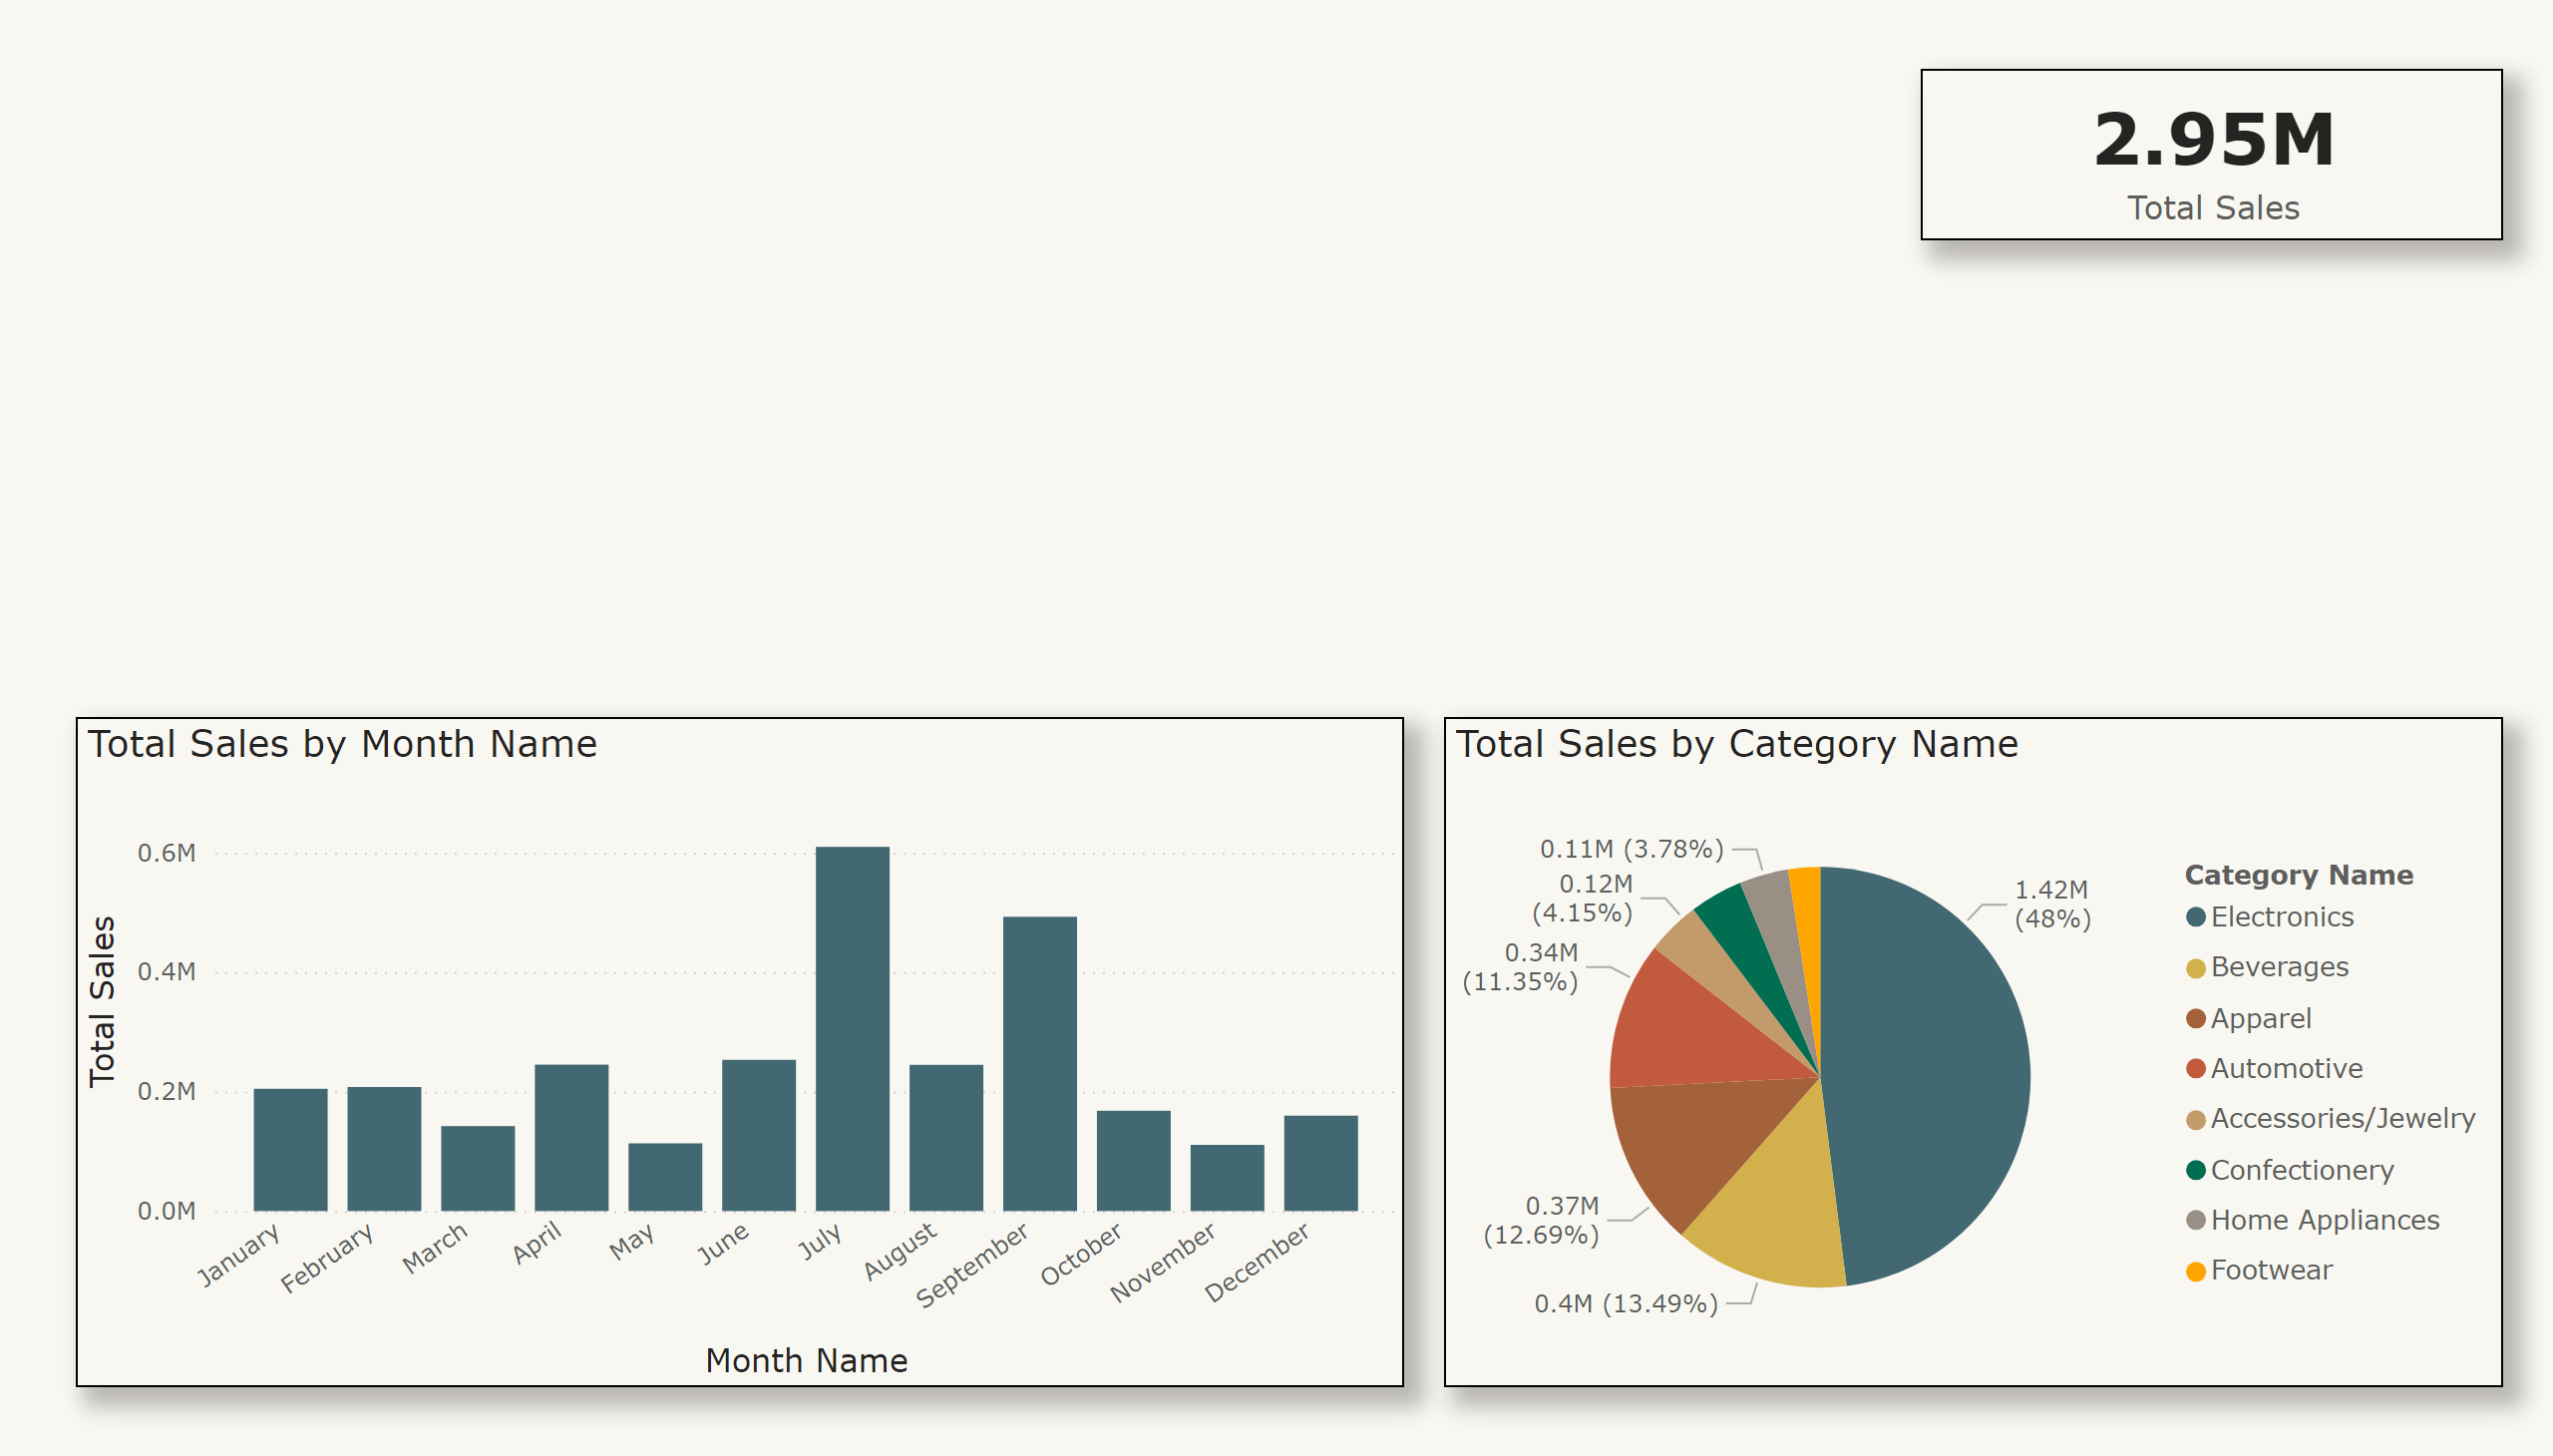 2.95M
Total Sales
Total Sales by Month Name
Total Sales
0.6M
0.4M
0.2M
0.0M
January
February
March
April
May
June
July
August
September
October
November
December
Month Name
Total Sales by Category Name
0.11M (3.78%)
0.12M
(4.15%)
0.34M
(11.35%)
0.37M
(12.69%)
0.4M (13.49%)
1.42M
(48%)
Category Name
Electronics
Beverages
Apparel
Automotive
Accessories/Jewelry
Confectionery
Home Appliances
Footwear